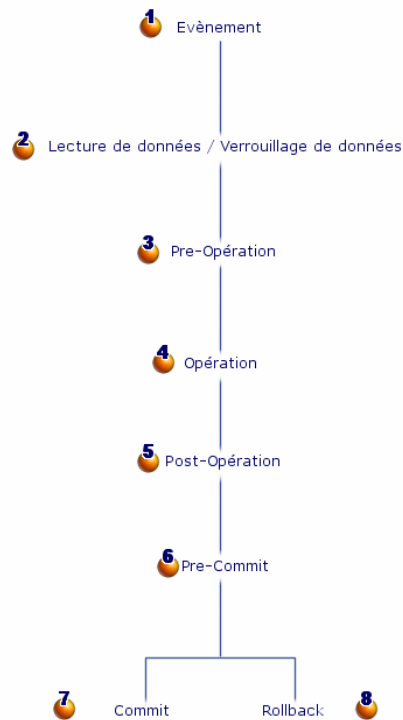 1 Evènement
2 Lecture de données / Verrouillage de données
3 Pre-Opération
4 Opération
5 Post-Opération
6 Pre-Commit
7 Commit Rollback 8